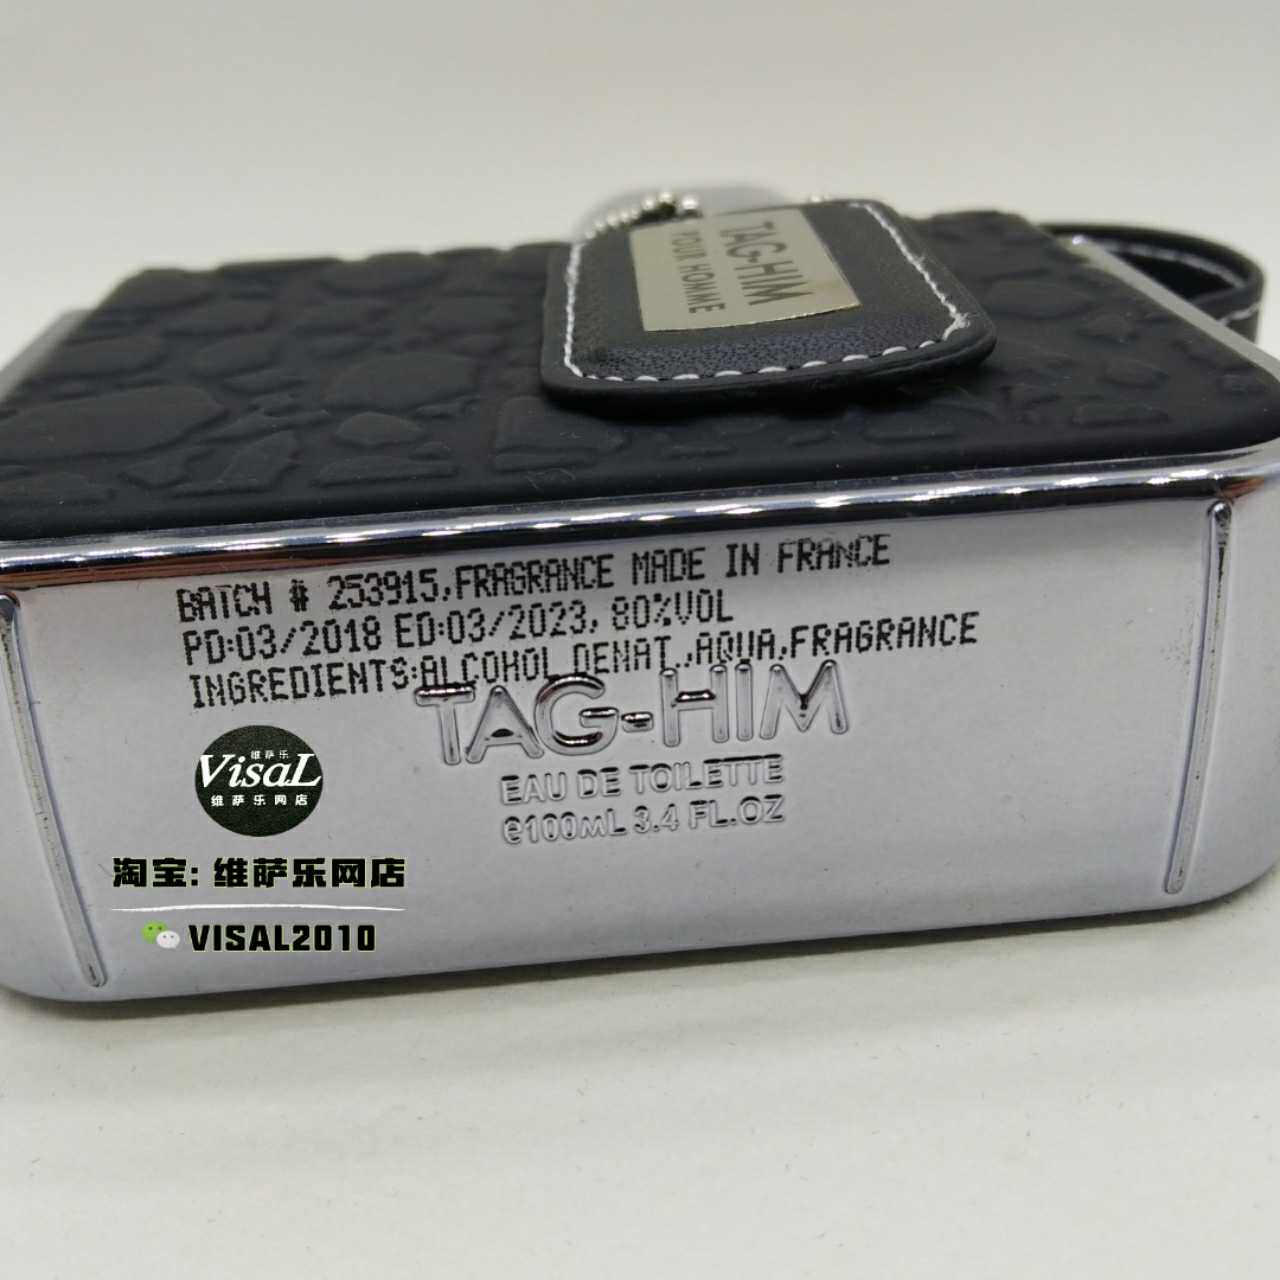 TAG-HIM
POUR HOMME
BATCH # 253915,FRAGRANCE MADE IN FRANCE
PD:03/2018 ED:03/2023, 80%VOL
INGREDIENTS:ALCOHOL DENAT.,AQUA,FRAGRANCE
TAG-HIM
EAU DE TOILETTE
e100mL 3.4 FL.OZ
维萨乐
VisaL
维萨乐网店
淘宝: 维萨乐网店
VISAL2010